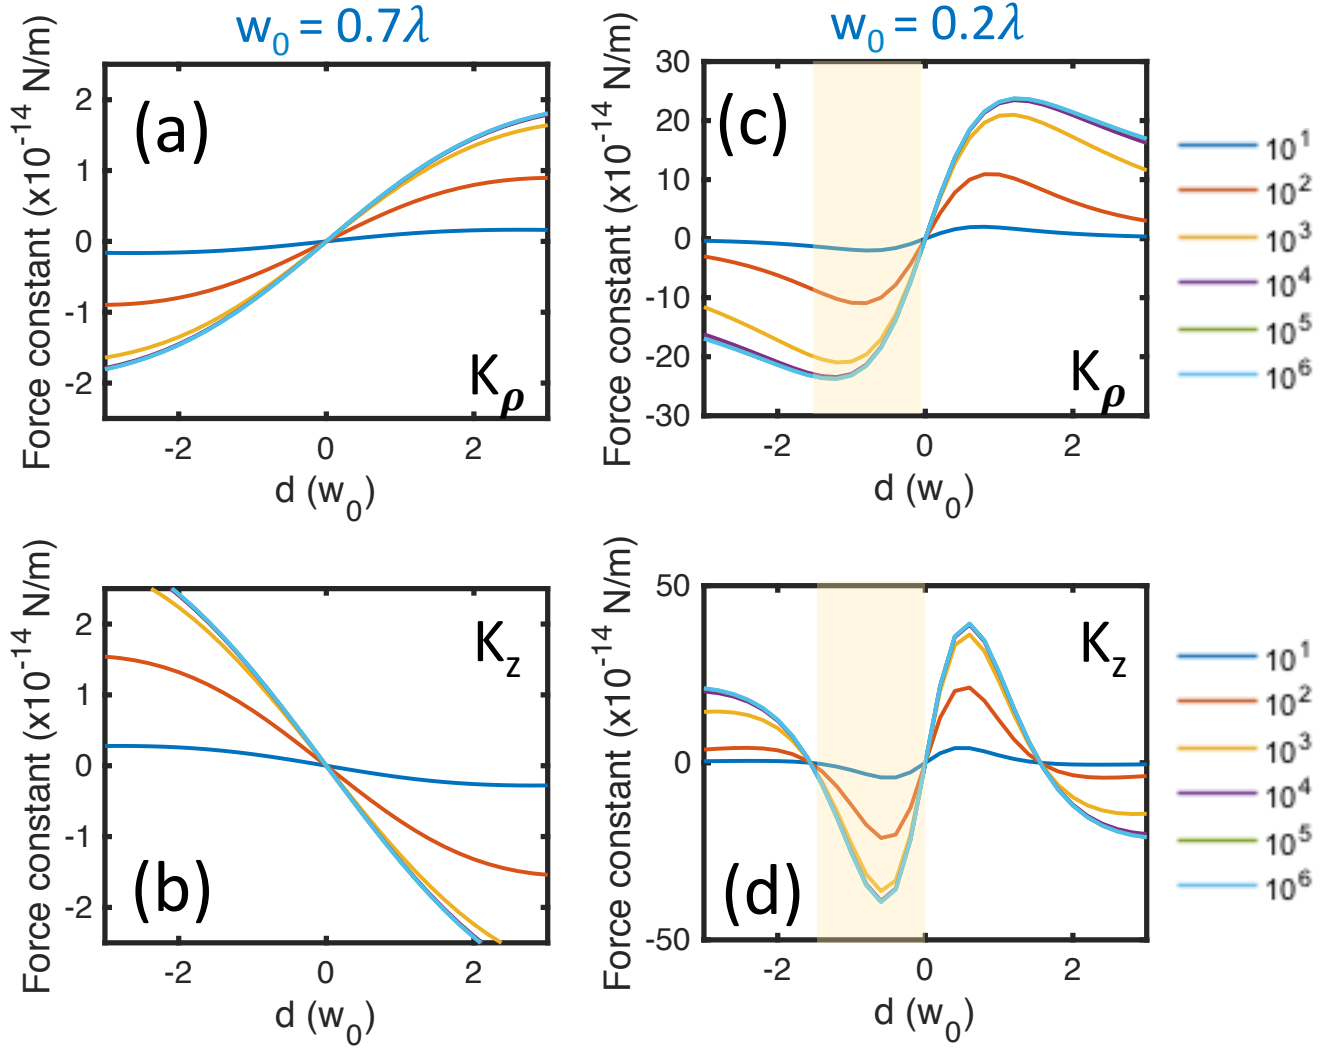 w₀ = 0.7λ
w₀ = 0.2λ
Force constant (x10⁻¹⁴ N/m)
2
1
0
-1
-2
(a)
Kρ
-2 0 2
d (w₀)
Force constant (x10⁻¹⁴ N/m)
30
20
10
0
-10
-20
-30
(c)
Kρ
-2 0 2
d (w₀)
10¹
10²
10³
10⁴
10⁵
10⁶
Force constant (x10⁻¹⁴ N/m)
2
1
0
-1
-2
Kz
(b)
-2 0 2
d (w₀)
Force constant (x10⁻¹⁴ N/m)
50
0
-50
Kz
(d)
-2 0 2
d (w₀)
10¹
10²
10³
10⁴
10⁵
10⁶